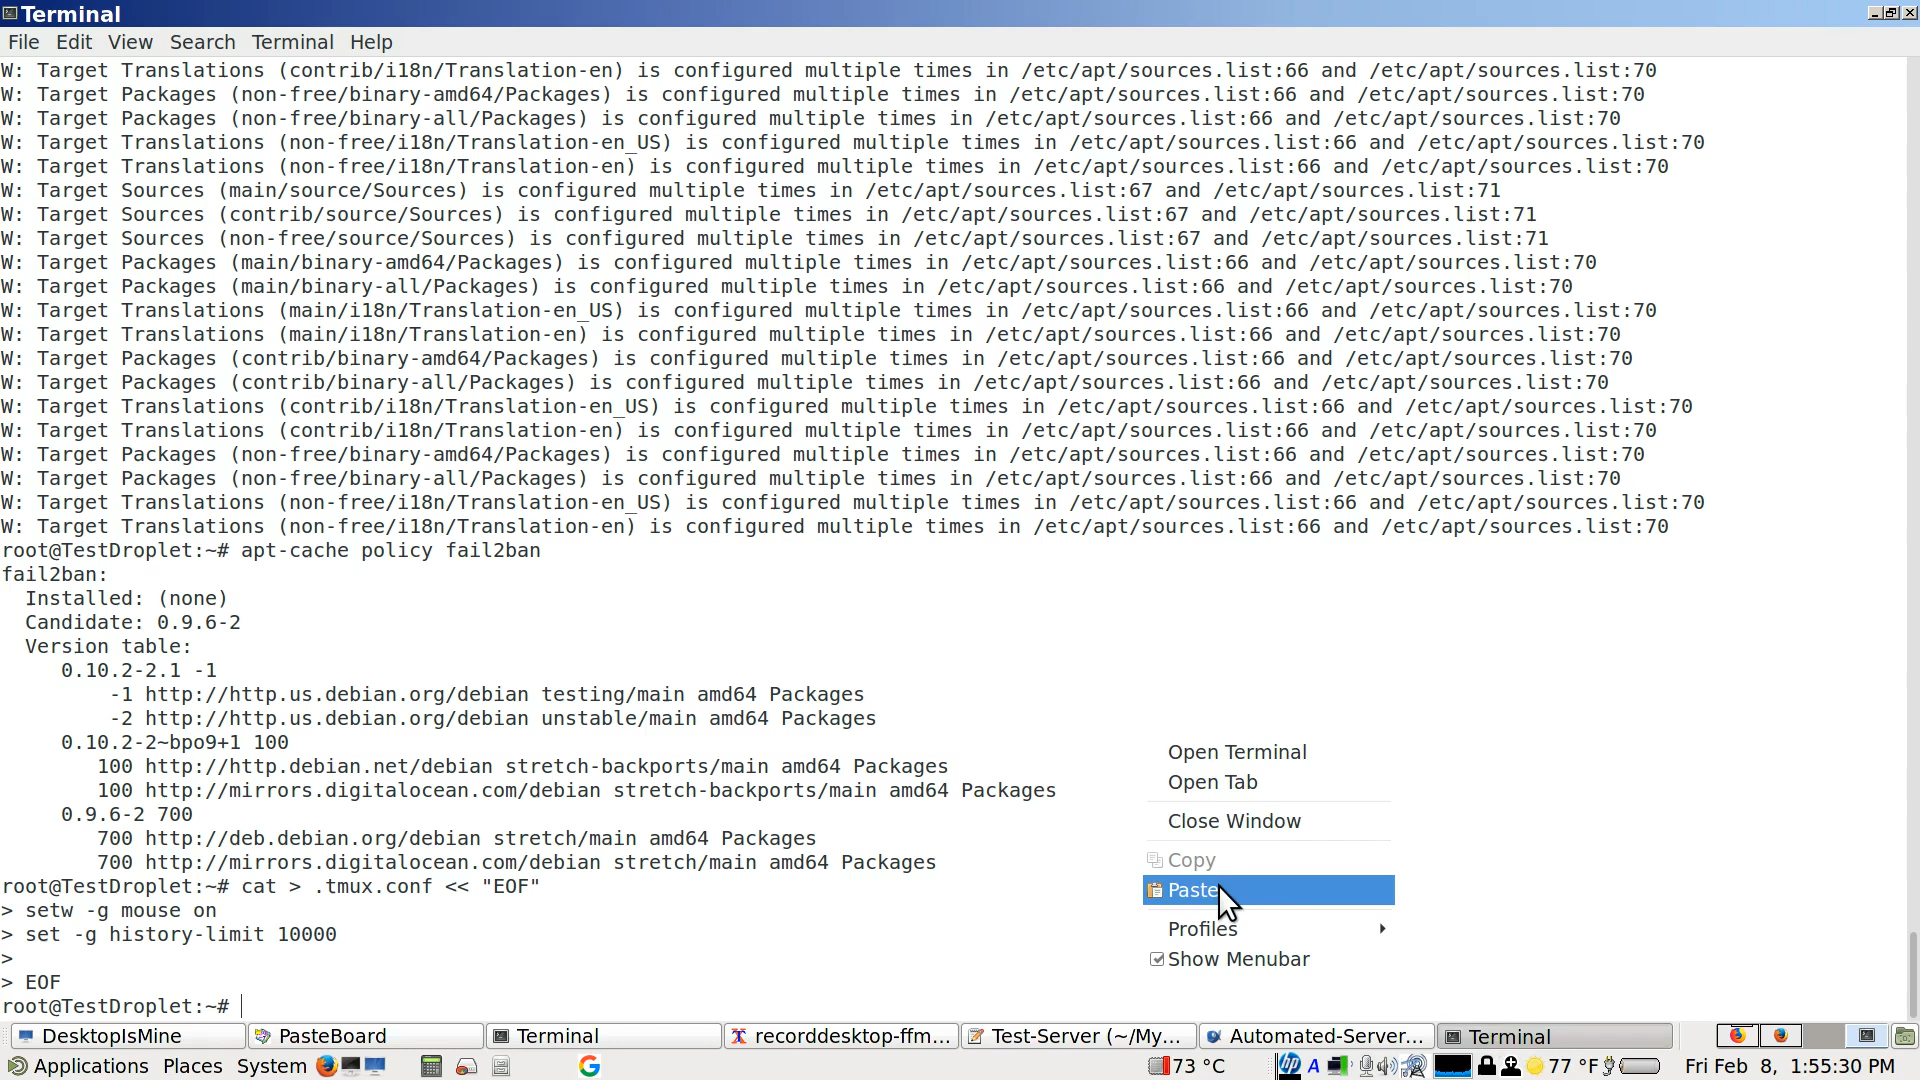 Terminal
File Edit View Search Terminal Help
W: Target Translations (contrib/i18n/Translation-en) is configured multiple times in /etc/apt/sources.list:66 and /etc/apt/sources.list:70
W: Target Packages (non-free/binary-amd64/Packages) is configured multiple times in /etc/apt/sources.list:66 and /etc/apt/sources.list:70
W: Target Packages (non-free/binary-all/Packages) is configured multiple times in /etc/apt/sources.list:66 and /etc/apt/sources.list:70
W: Target Translations (non-free/i18n/Translation-en_US) is configured multiple times in /etc/apt/sources.list:66 and /etc/apt/sources.list:70
W: Target Translations (non-free/i18n/Translation-en) is configured multiple times in /etc/apt/sources.list:66 and /etc/apt/sources.list:70
W: Target Sources (main/source/Sources) is configured multiple times in /etc/apt/sources.list:67 and /etc/apt/sources.list:71
W: Target Sources (contrib/source/Sources) is configured multiple times in /etc/apt/sources.list:67 and /etc/apt/sources.list:71
W: Target Sources (non-free/source/Sources) is configured multiple times in /etc/apt/sources.list:67 and /etc/apt/sources.list:71
W: Target Packages (main/binary-amd64/Packages) is configured multiple times in /etc/apt/sources.list:66 and /etc/apt/sources.list:70
W: Target Packages (main/binary-all/Packages) is configured multiple times in /etc/apt/sources.list:66 and /etc/apt/sources.list:70
W: Target Translations (main/i18n/Translation-en_US) is configured multiple times in /etc/apt/sources.list:66 and /etc/apt/sources.list:70
W: Target Translations (main/i18n/Translation-en) is configured multiple times in /etc/apt/sources.list:66 and /etc/apt/sources.list:70
W: Target Packages (contrib/binary-amd64/Packages) is configured multiple times in /etc/apt/sources.list:66 and /etc/apt/sources.list:70
W: Target Packages (contrib/binary-all/Packages) is configured multiple times in /etc/apt/sources.list:66 and /etc/apt/sources.list:70
W: Target Translations (contrib/i18n/Translation-en_US) is configured multiple times in /etc/apt/sources.list:66 and /etc/apt/sources.list:70
W: Target Translations (contrib/i18n/Translation-en) is configured multiple times in /etc/apt/sources.list:66 and /etc/apt/sources.list:70
W: Target Packages (non-free/binary-amd64/Packages) is configured multiple times in /etc/apt/sources.list:66 and /etc/apt/sources.list:70
W: Target Packages (non-free/binary-all/Packages) is configured multiple times in /etc/apt/sources.list:66 and /etc/apt/sources.list:70
W: Target Translations (non-free/i18n/Translation-en_US) is configured multiple times in /etc/apt/sources.list:66 and /etc/apt/sources.list:70
W: Target Translations (non-free/i18n/Translation-en) is configured multiple times in /etc/apt/sources.list:66 and /etc/apt/sources.list:70
root@TestDroplet:~# apt-cache policy fail2ban
fail2ban:
  Installed: (none)
  Candidate: 0.9.6-2
  Version table:
     0.10.2-2.1 -1
         -1 http://http.us.debian.org/debian testing/main amd64 Packages
         -2 http://http.us.debian.org/debian unstable/main amd64 Packages
     0.10.2-2~bpo9+1 100
        100 http://http.debian.net/debian stretch-backports/main amd64 Packages
        100 http://mirrors.digitalocean.com/debian stretch-backports/main amd64 Packages
     0.9.6-2 700
        700 http://deb.debian.org/debian stretch/main amd64 Packages
        700 http://mirrors.digitalocean.com/debian stretch/main amd64 Packages
root@TestDroplet:~# cat > .tmux.conf << "EOF"
> setw -g mouse on
> set -g history-limit 10000
>
> EOF
root@TestDroplet:~#
Open Terminal
Open Tab
Close Window
Copy
Paste
Profiles
Show Menubar
DesktopIsMine PasteBoard Terminal recorddesktop-ffm... Test-Server (~/My... Automated-Server... Terminal
Applications Places System 73 °C hp A 77 °F Fri Feb 8, 1:55:30 PM